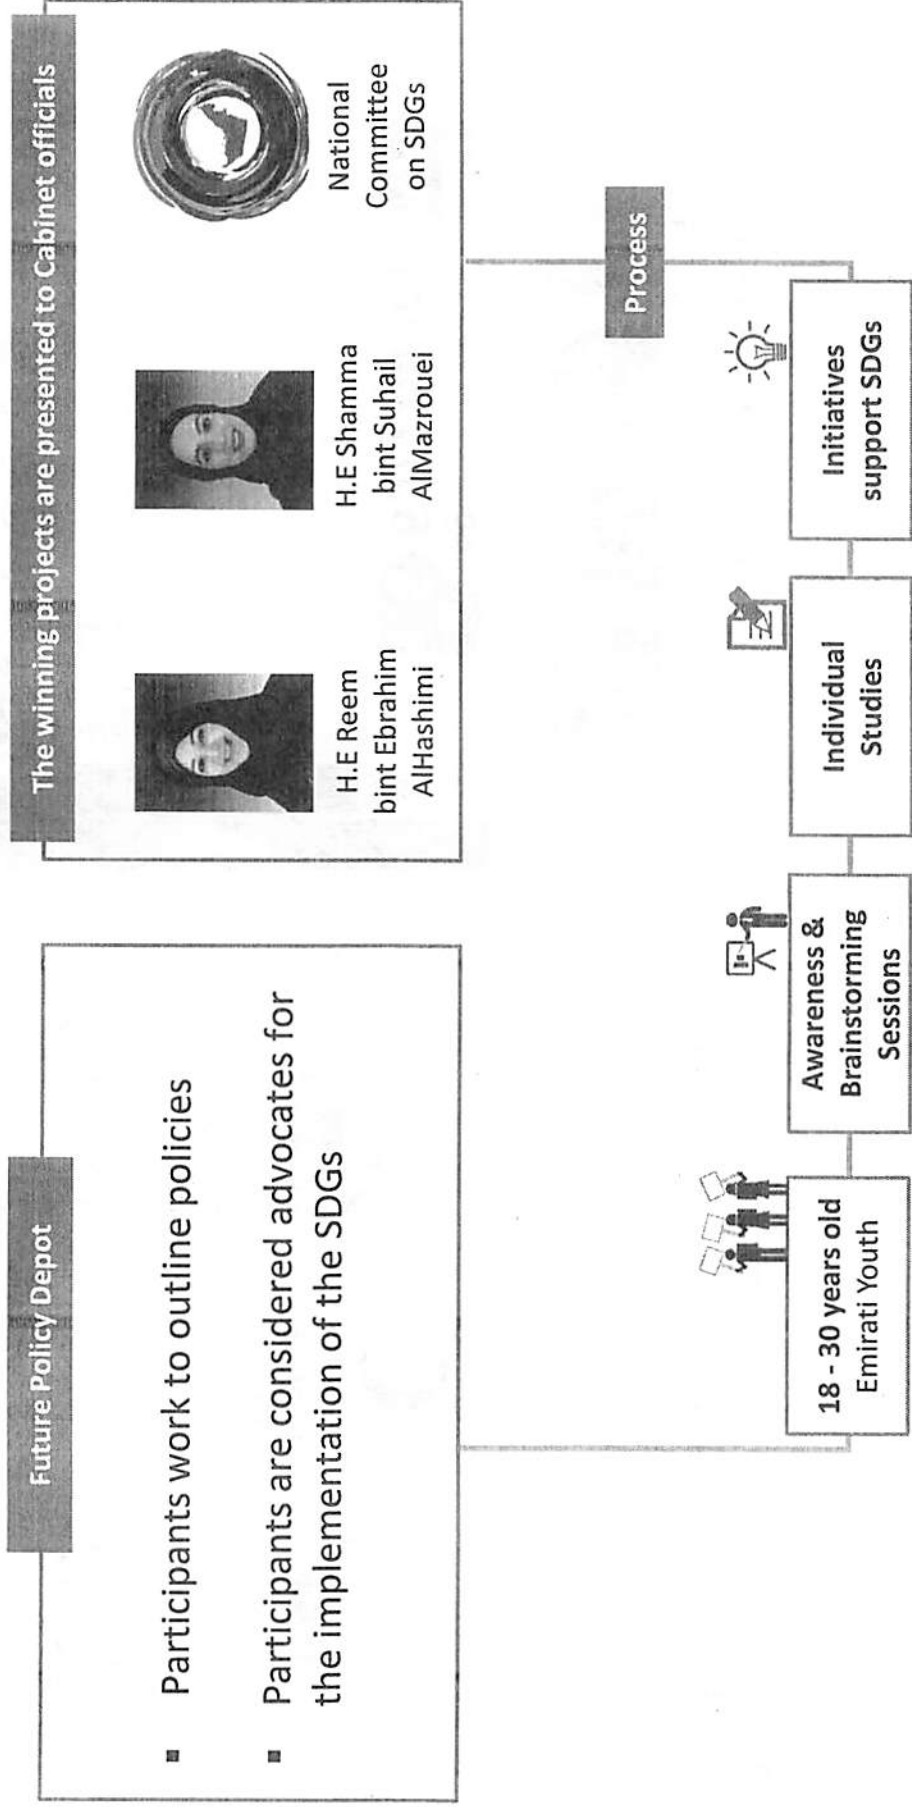 Future Policy Depot
▪ Participants work to outline policies
▪ Participants are considered advocates for
the implementation of the SDGs
The winning projects are presented to Cabinet officials
H.E Reem
bint Ebrahim
AlHashimi
H.E Shamma
bint Suhail
AlMazrouei
National
Committee
on SDGs
Process
18 - 30 years old
Emirati Youth
Awareness &
Brainstorming
Sessions
Individual
Studies
Initiatives
support SDGs